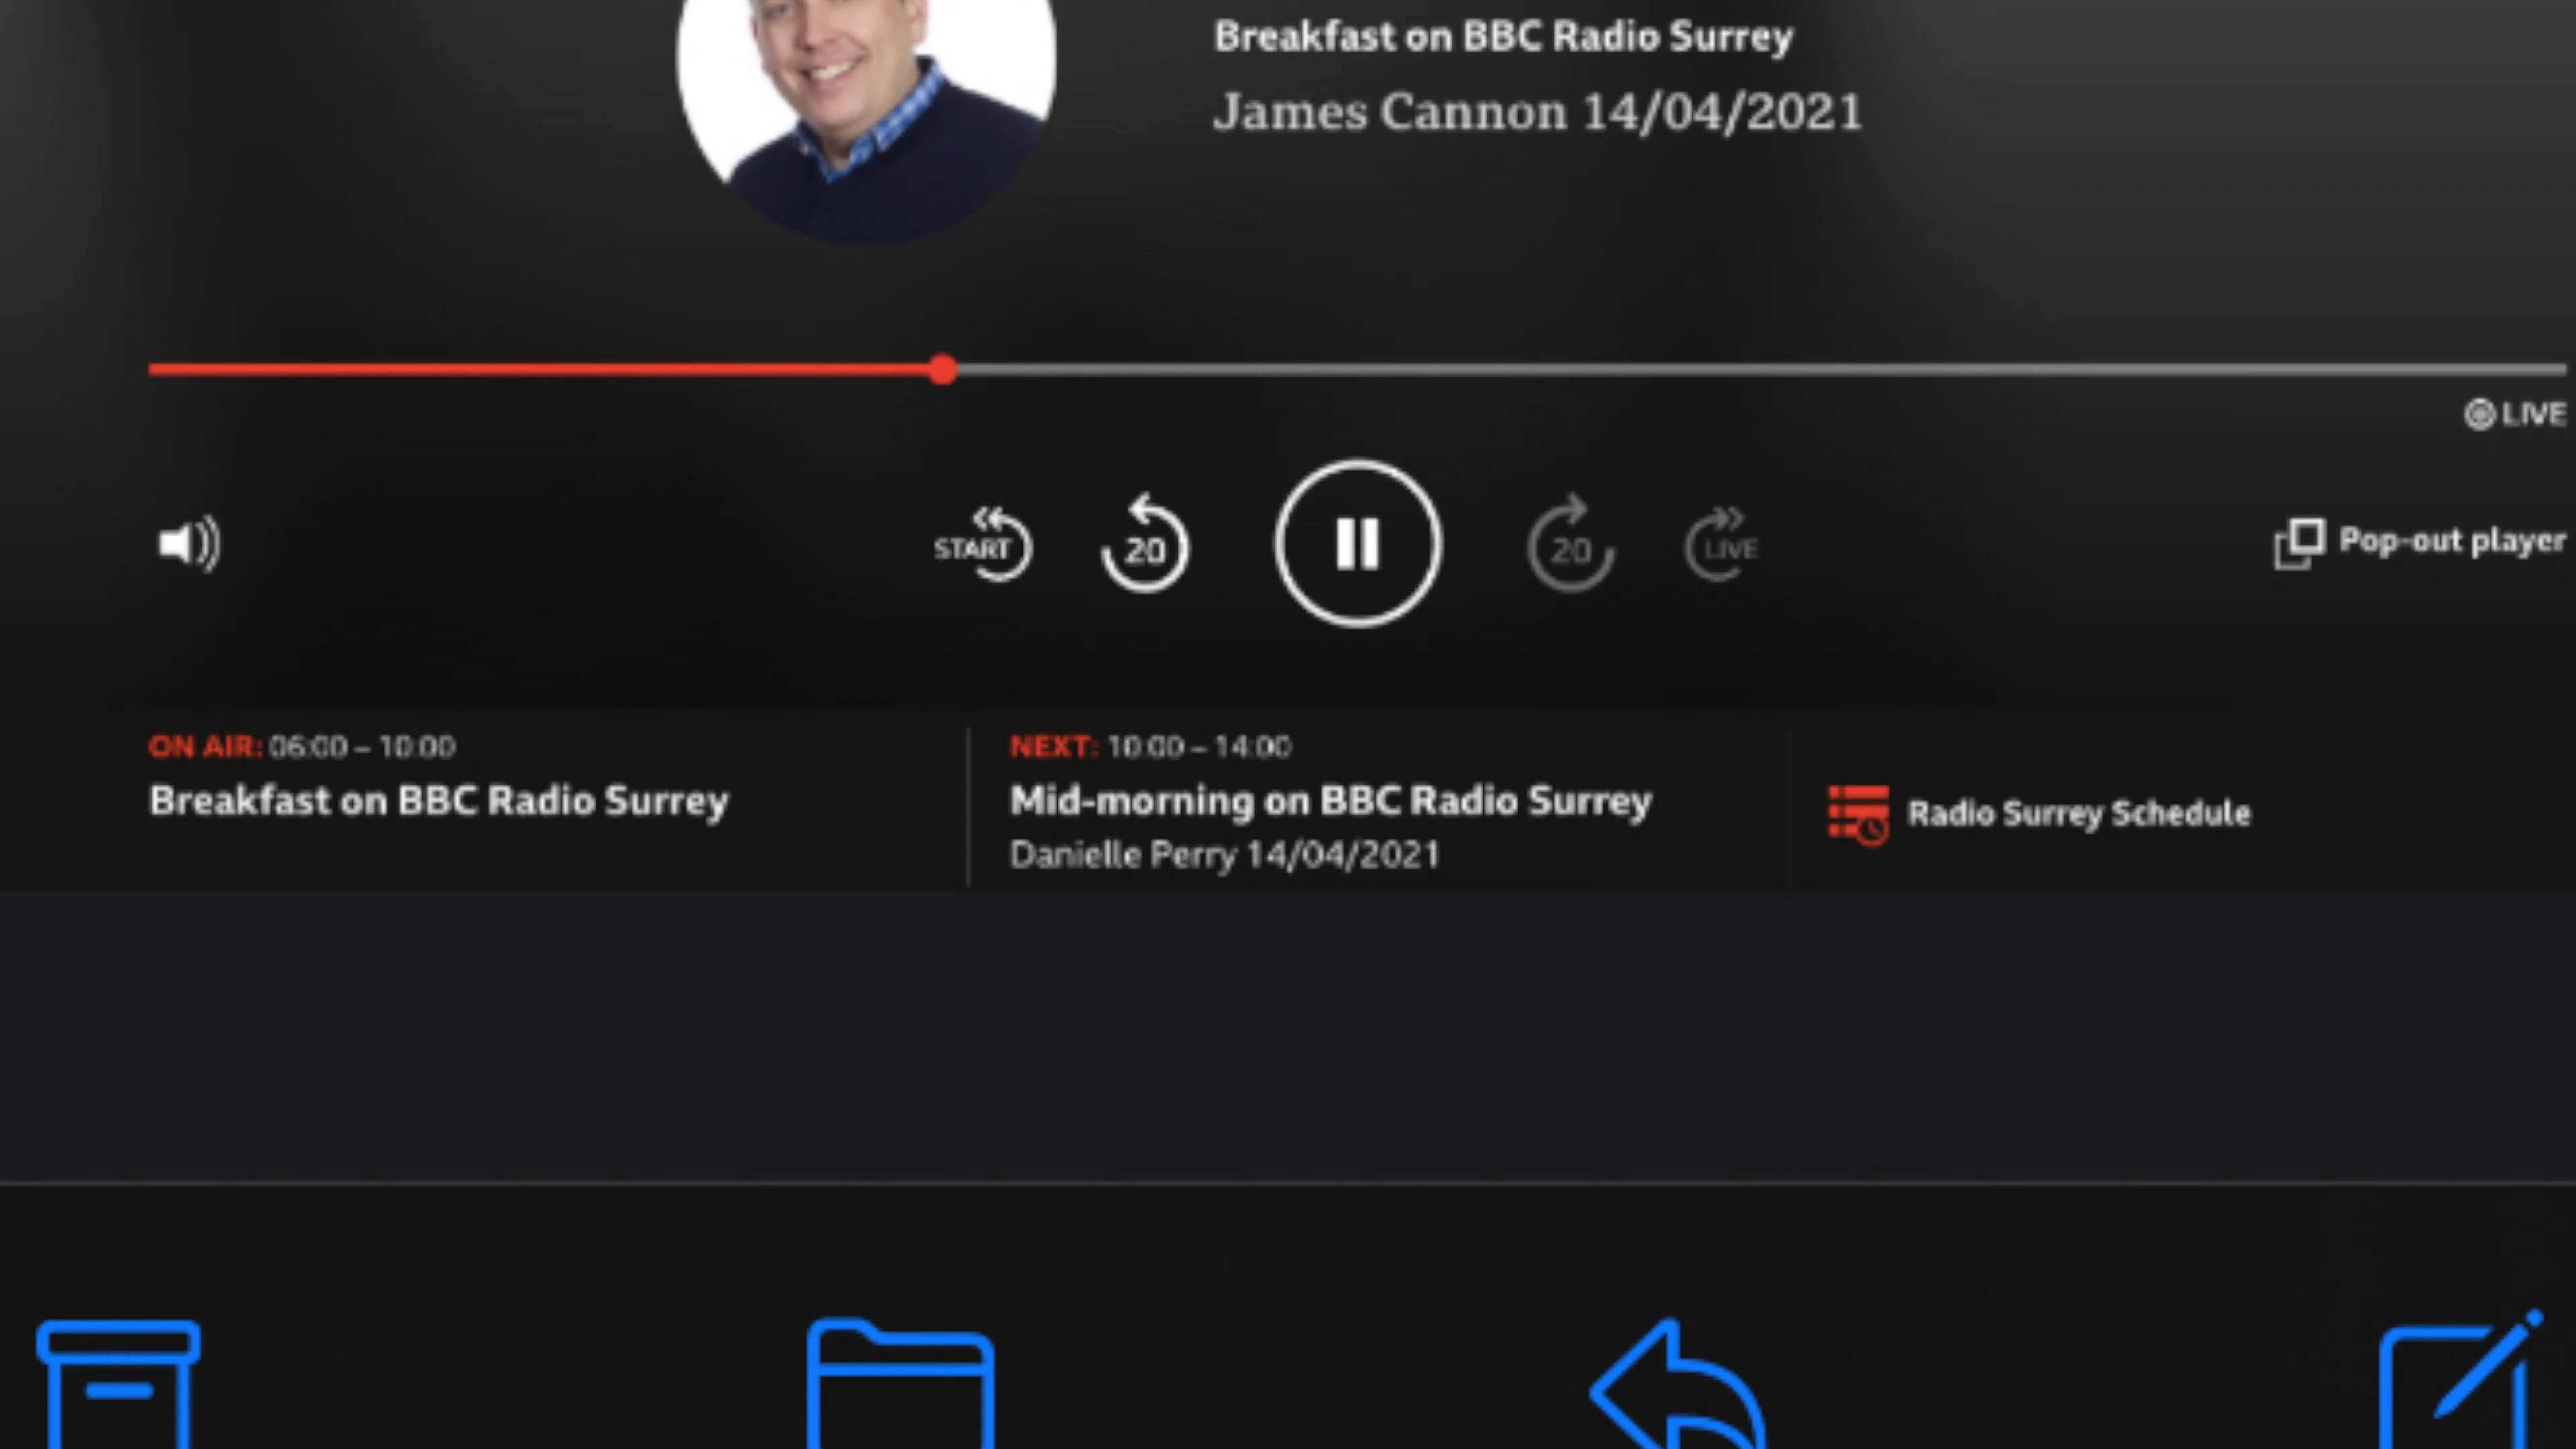 Breakfast on BBC Radio Surrey
James Cannon 14/04/2021
LIVE
START
20
20
LIVE
Pop-out player
ON AIR: 06:00 – 10:00
Breakfast on BBC Radio Surrey
NEXT: 10:00 – 14:00
Mid-morning on BBC Radio Surrey
Danielle Perry 14/04/2021
Radio Surrey Schedule